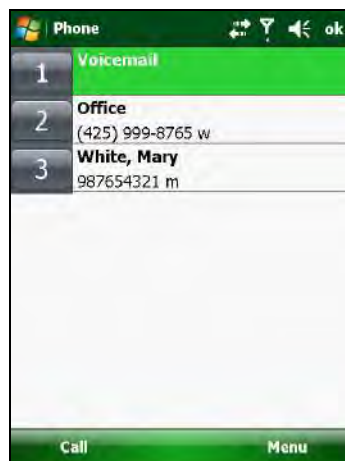 Phone ok
1 Voicemail
2 Office
(425) 999-8765 w
3 White, Mary
987654321 m
Call Menu